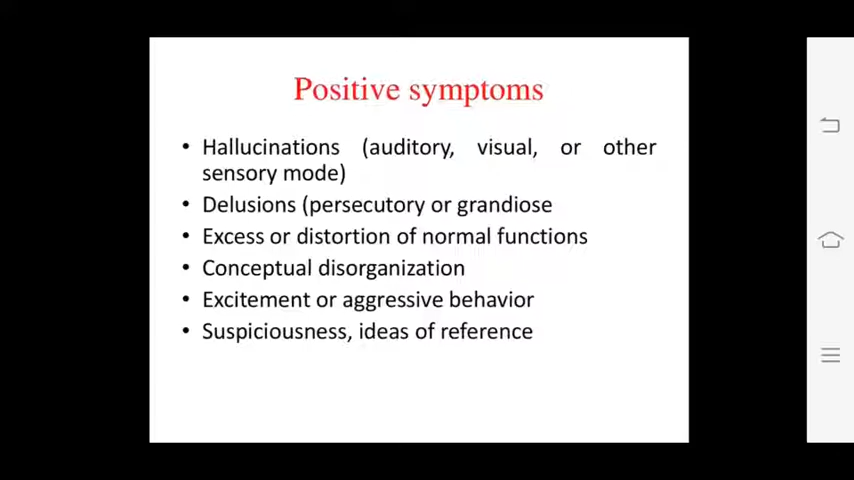 Positive symptoms
• Hallucinations (auditory, visual, or other
sensory mode)
• Delusions (persecutory or grandiose
• Excess or distortion of normal functions
• Conceptual disorganization
• Excitement or aggressive behavior
• Suspiciousness, ideas of reference